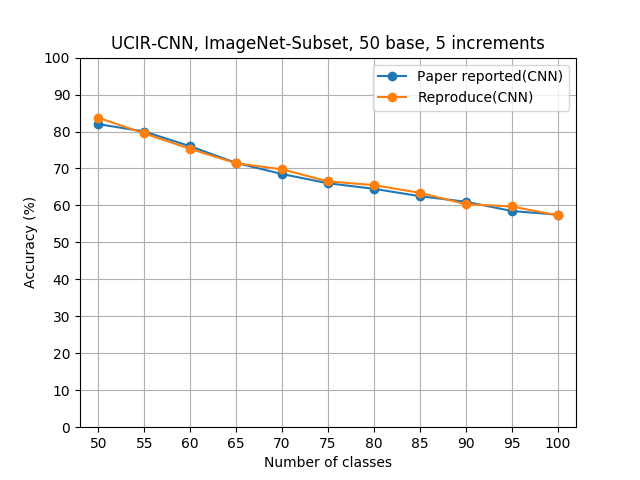 UCIR-CNN, ImageNet-Subset, 50 base, 5 increments
Paper reported(CNN)
Reproduce(CNN)
Accuracy (%)
100
90
80
70
60
50
40
30
20
10
0
50 55 60 65 70 75 80 85 90 95 100
Number of classes